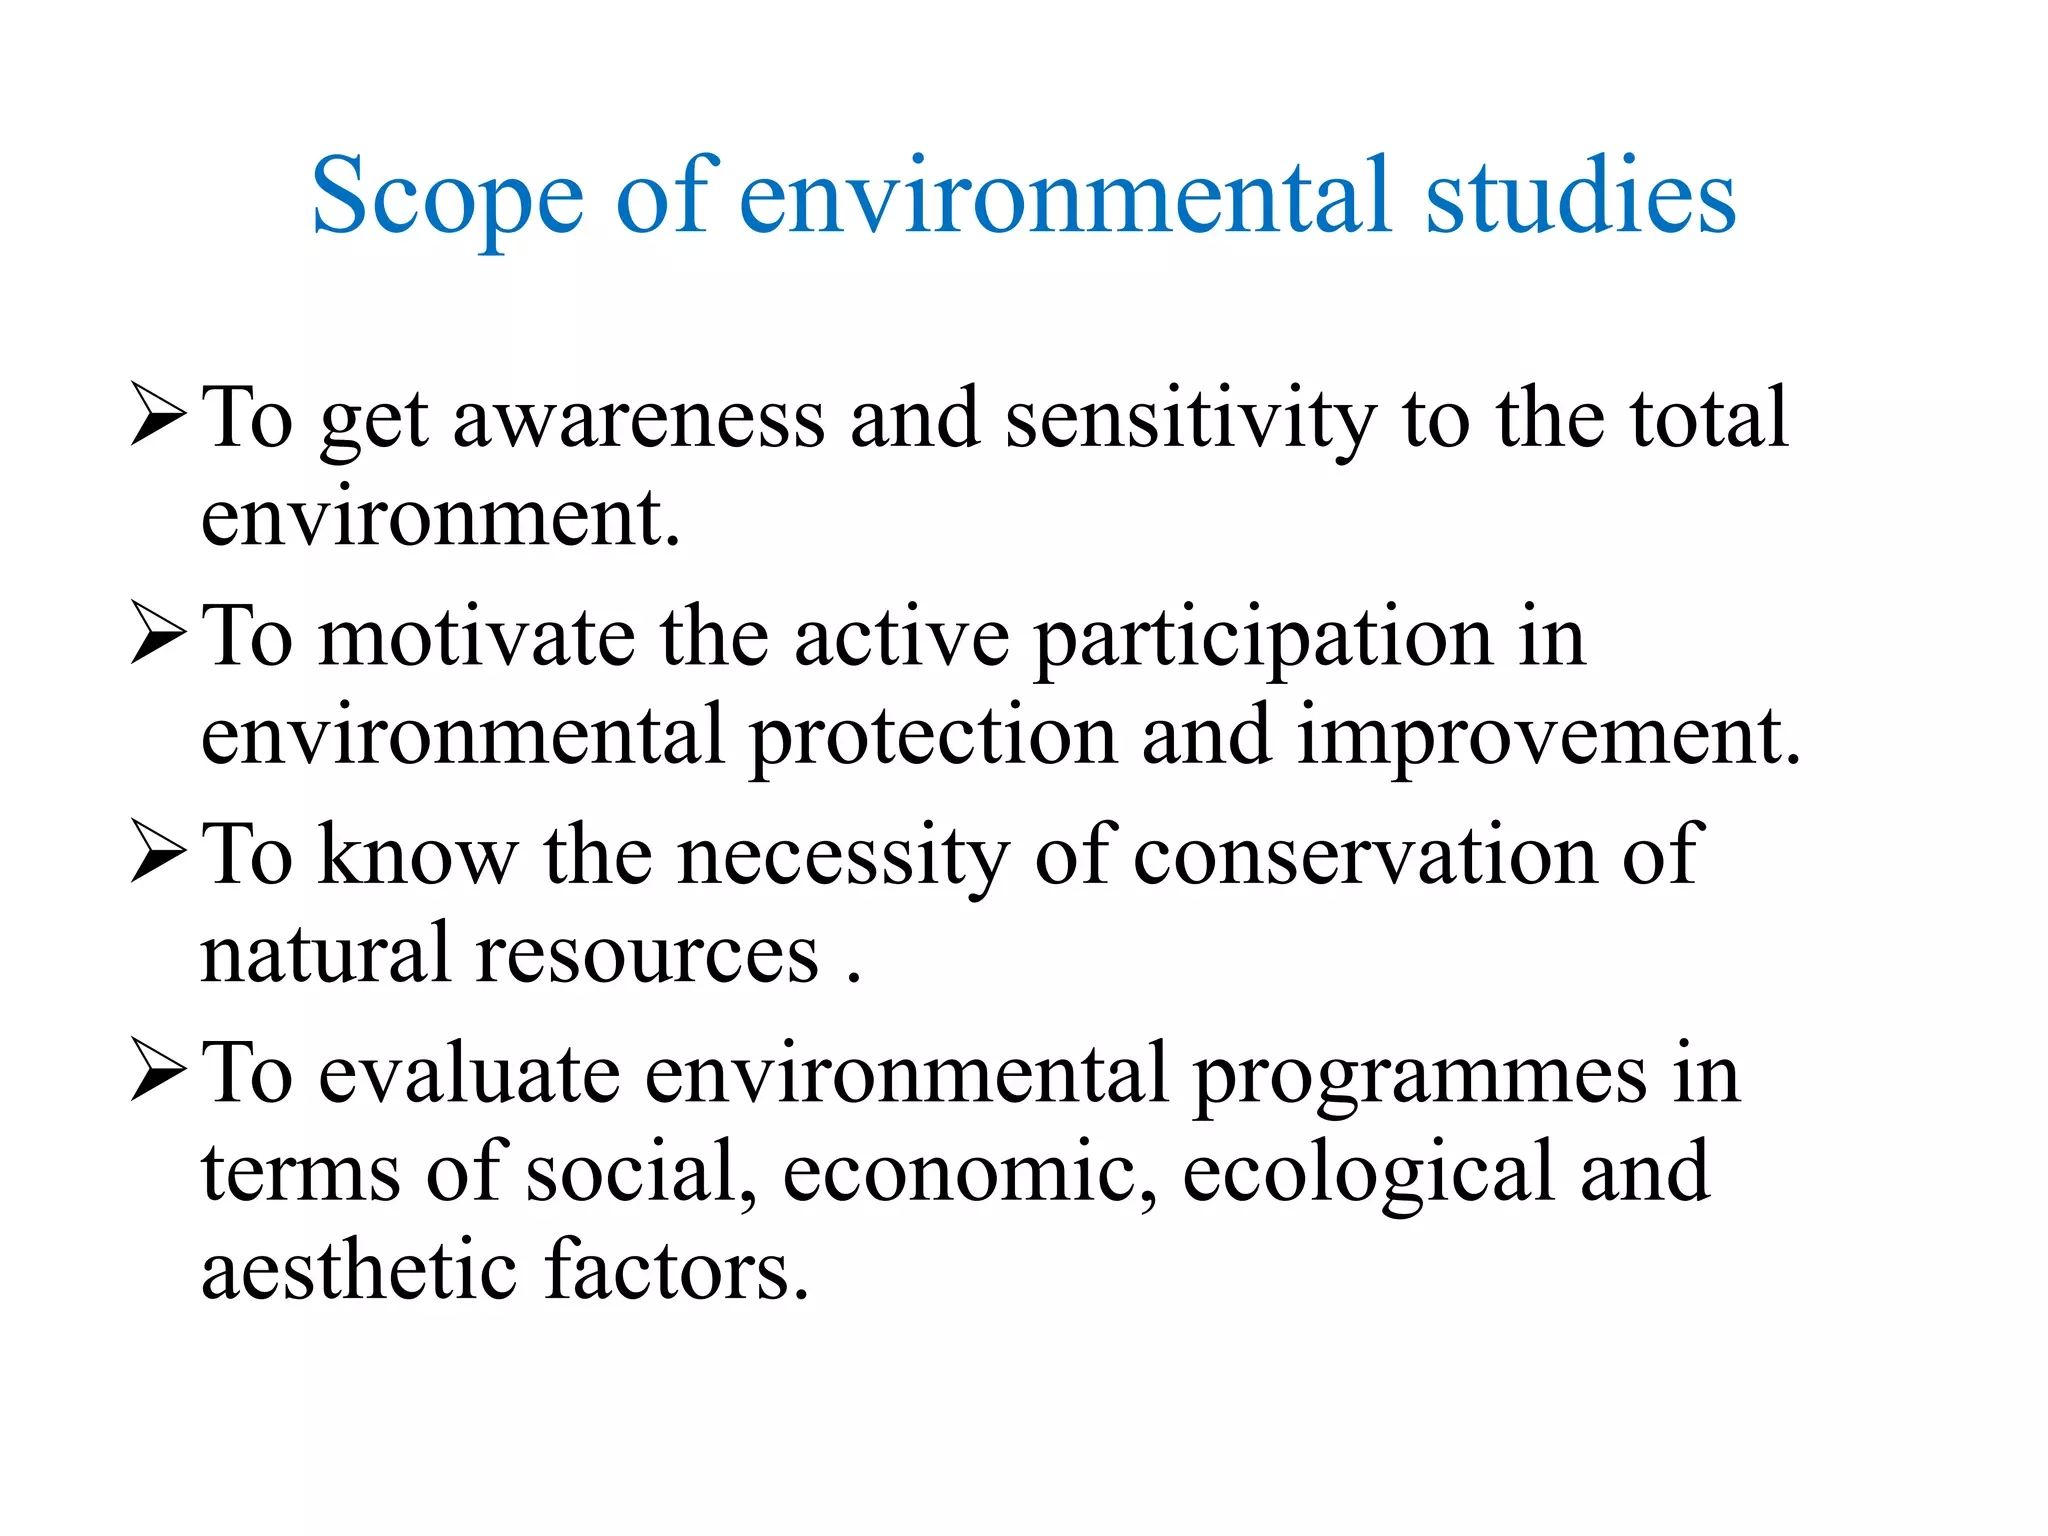 Scope of environmental studies
➢To get awareness and sensitivity to the total
environment.
➢To motivate the active participation in
environmental protection and improvement.
➢To know the necessity of conservation of
natural resources .
➢To evaluate environmental programmes in
terms of social, economic, ecological and
aesthetic factors.